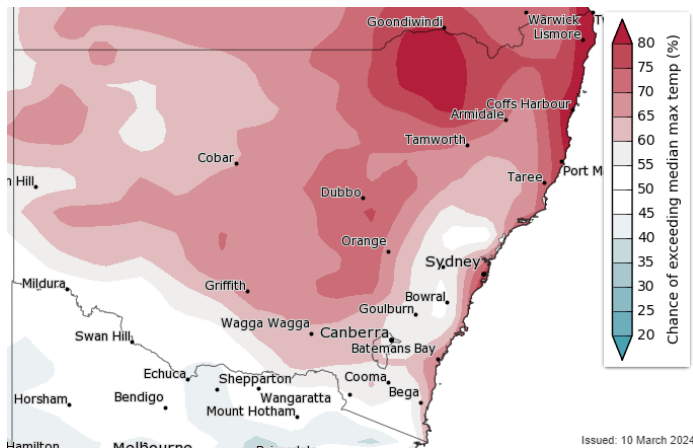 Goondiwindi
Warwick
Lismore
Coffs Harbour
Armidale
Tamworth
Cobar
Port M
Taree
n Hill
Dubbo
Orange
Sydney
Mildura
Griffith
Bowral
Goulburn
Wagga Wagga
Canberra
Swan Hill
Batemans Bay
Echuca
Shepparton
Cooma
Bega
Horsham
Bendigo
Wangaratta
Mount Hotham
Hamilton
Melbourne
80
75
70
65
60
55
50
45
40
35
30
25
20
Chance of exceeding median max temp (%)
Issued: 10 March 2024